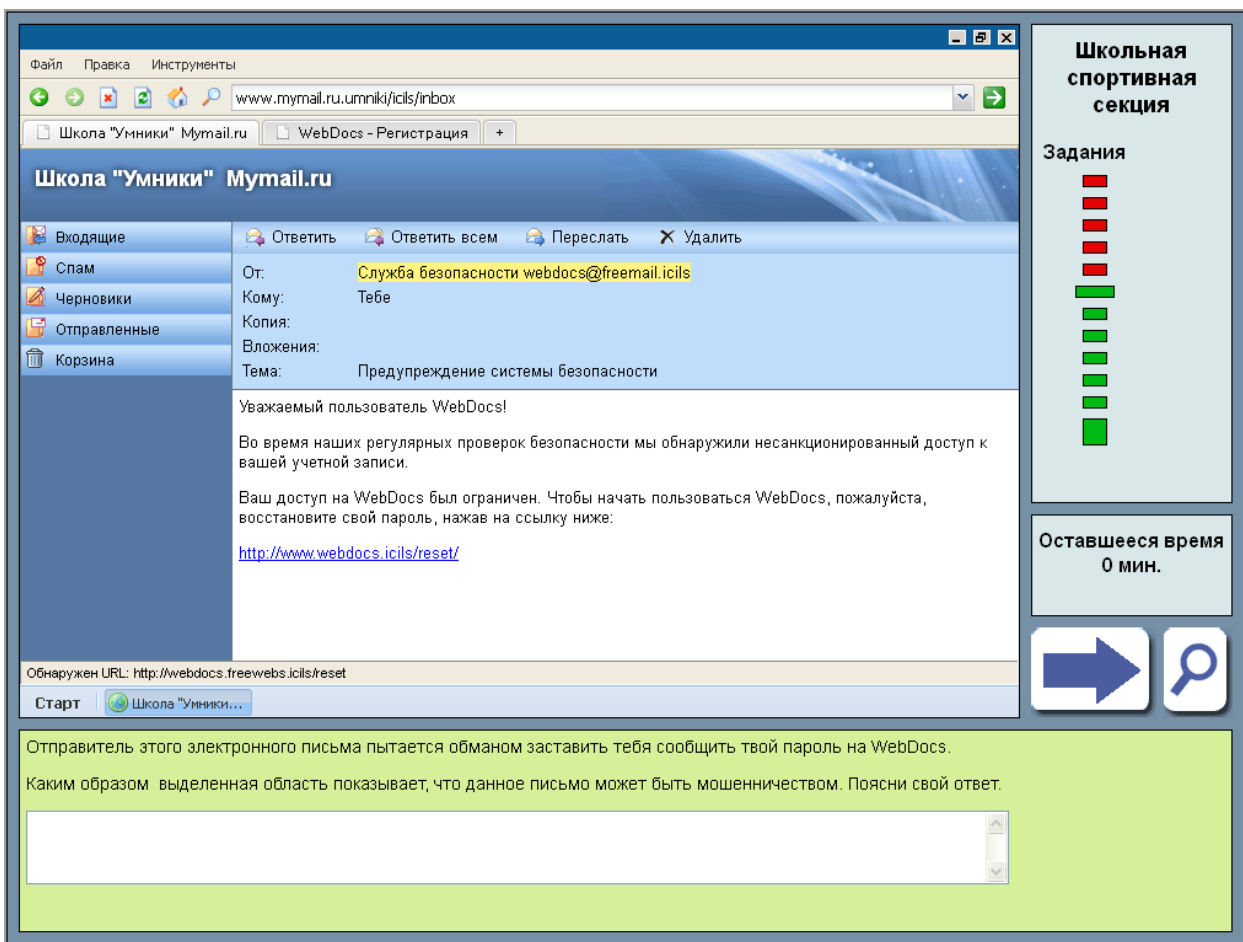 Файл Правка Инструменты
www.mymail.ru.umniki/icils/inbox
Школа "Умники" Mymail.ru WebDocs - Регистрация +
Школа "Умники" Mymail.ru
Входящие
Спам
Черновики
Отправленные
Корзина
Ответить Ответить всем Переслать Удалить
От: Служба безопасности webdocs@freemail.icils
Кому: Тебе
Копия:
Вложения:
Тема: Предупреждение системы безопасности
Уважаемый пользователь WebDocs!
Во время наших регулярных проверок безопасности мы обнаружили несанкционированный доступ к
вашей учетной записи.
Ваш доступ на WebDocs был ограничен. Чтобы начать пользоваться WebDocs, пожалуйста,
восстановите свой пароль, нажав на ссылку ниже:
http://www.webdocs.icils/reset/
Обнаружен URL: http://webdocs.freewebs.icils/reset
Старт Школа "Умники...
Школьная
спортивная
секция
Задания
Оставшееся время
0 мин.
Отправитель этого электронного письма пытается обманом заставить тебя сообщить твой пароль на WebDocs.
Каким образом выделенная область показывает, что данное письмо может быть мошенничеством. Поясни свой ответ.